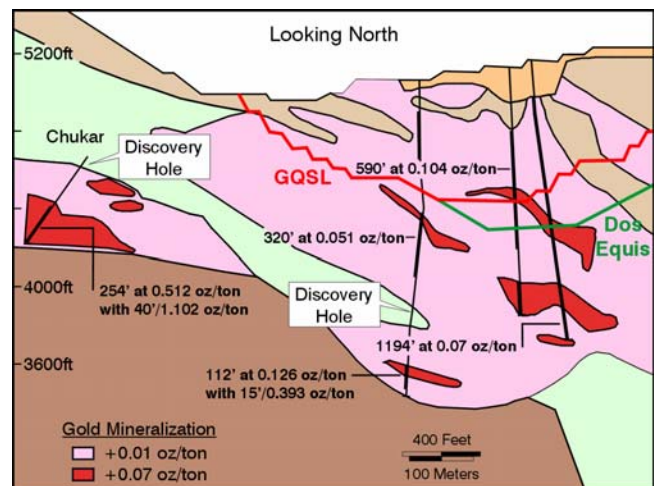 Looking North
5200ft
Chukar
Discovery
Hole
590' at 0.104 oz/ton
GQSL
320' at 0.051 oz/ton
Dos
Equis
4000ft
254' at 0.512 oz/ton
with 40'/1.102 oz/ton
Discovery
Hole
1194' at 0.07 oz/ton
3600ft
112' at 0.126 oz/ton
with 15'/0.393 oz/ton
Gold Mineralization
+0.01 oz/ton
+0.07 oz/ton
400 Feet
100 Meters